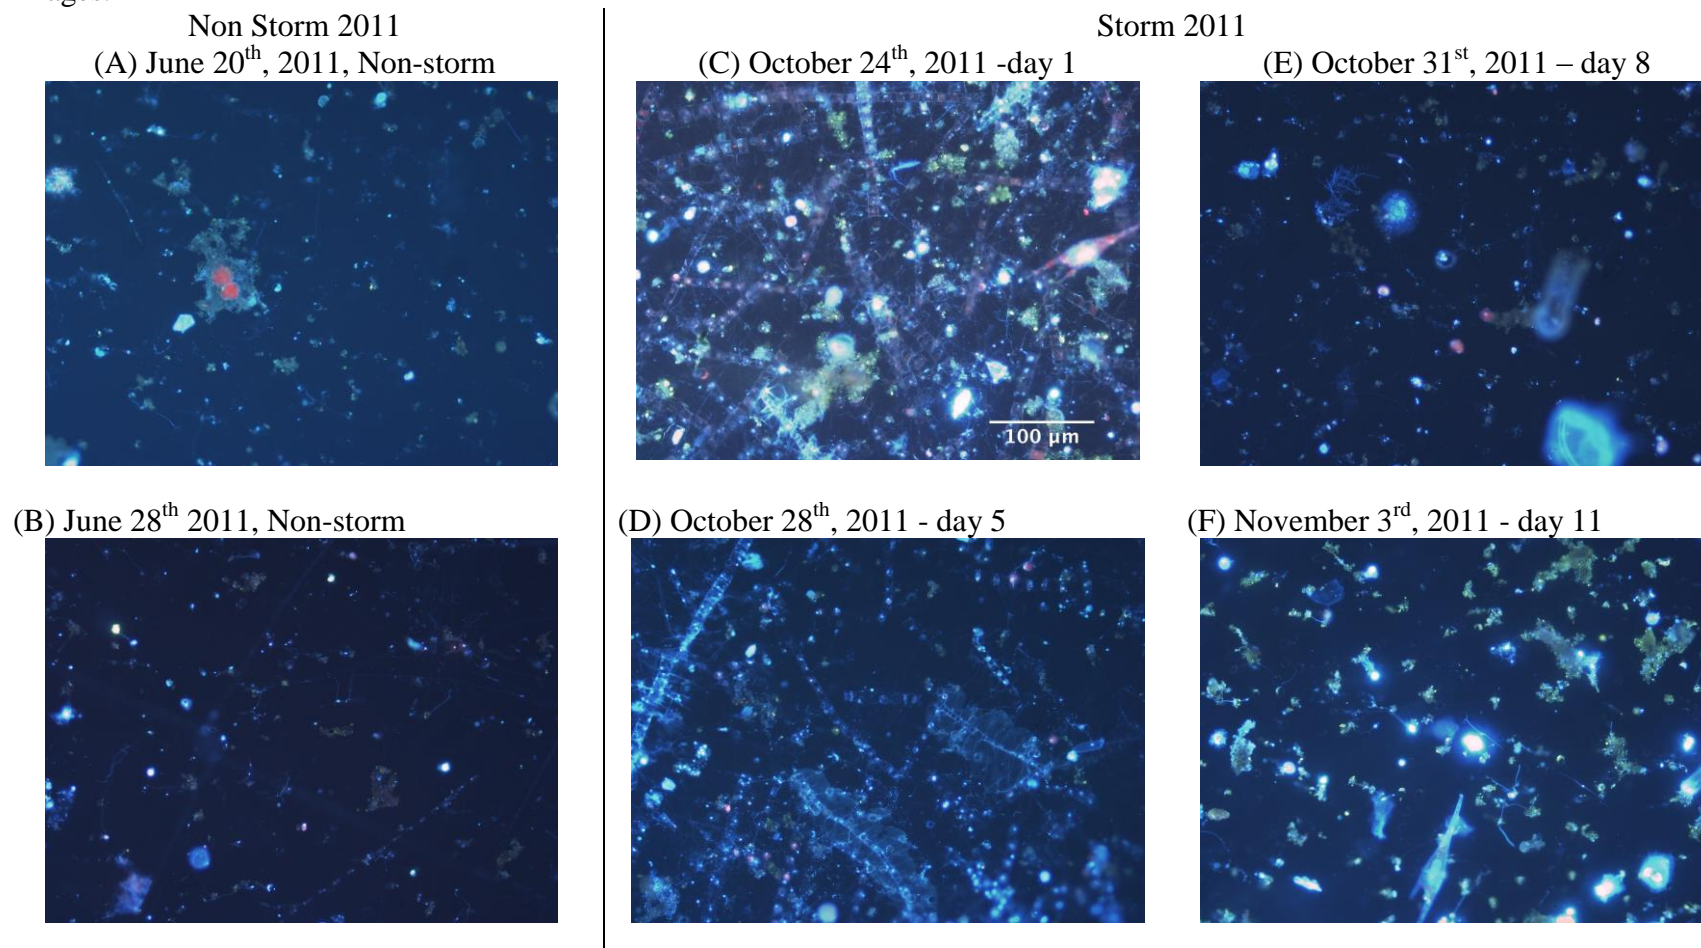 Non Storm 2011
Storm 2011
(A) June 20th, 2011, Non-storm
(C) October 24th, 2011 -day 1
(E) October 31st, 2011 – day 8
100 µm
(B) June 28th 2011, Non-storm
(D) October 28th, 2011 - day 5
(F) November 3rd, 2011 - day 11